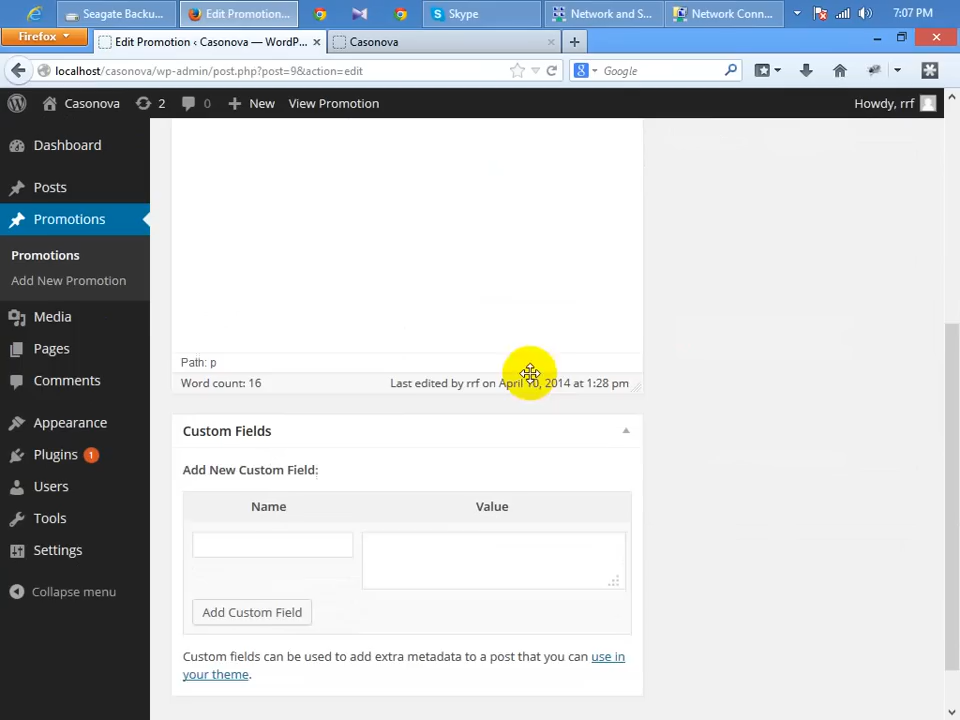 Seagate Backu...
Edit Promotion...
Skype
Network and S...
Network Conn...
7:07 PM
Firefox
Edit Promotion ‹ Casonova — WordP...
Casonova
localhost/casonova/wp-admin/post.php?post=98&action=edit
Google
Casonova
2
0
New
View Promotion
Howdy, rrf
Dashboard
Posts
Promotions
Promotions
Add New Promotion
Media
Pages
Comments
Appearance
Plugins 1
Users
Tools
Settings
Collapse menu
Path: p
Word count: 16
Last edited by rrf on April 10, 2014 at 1:28 pm
Custom Fields
Add New Custom Field:
Name
Value
Add Custom Field
Custom fields can be used to add extra metadata to a post that you can use in
your theme.